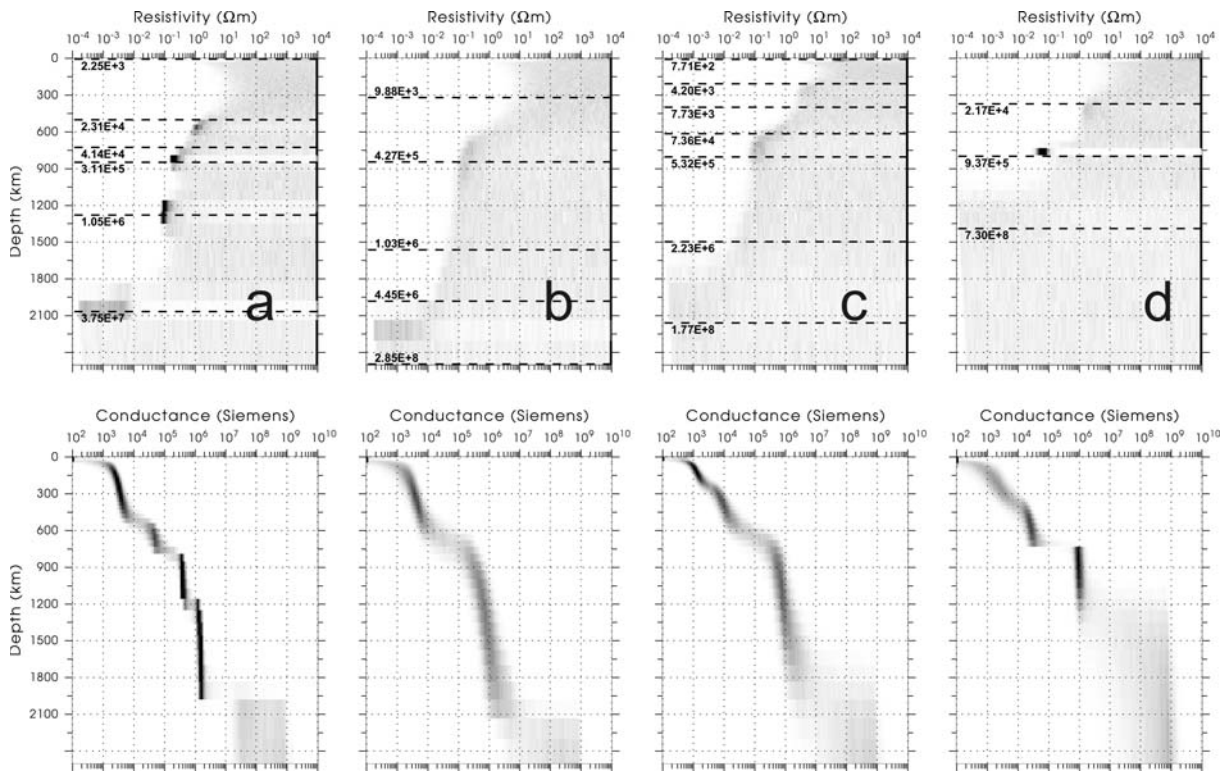 Resistivity (Ωm) Resistivity (Ωm) Resistivity (Ωm) Resistivity (Ωm)
10⁻⁴ 10⁻³ 10⁻² 10⁻¹ 10⁰ 10¹ 10² 10³ 10⁴ 10⁻⁴ 10⁻³ 10⁻² 10⁻¹ 10⁰ 10¹ 10² 10³ 10⁴ 10⁻⁴ 10⁻³ 10⁻² 10⁻¹ 10⁰ 10¹ 10² 10³ 10⁴ 10⁻⁴ 10⁻³ 10⁻² 10⁻¹ 10⁰ 10¹ 10² 10³ 10⁴
Depth (km)
0
300
600
900
1200
1500
1800
2100
2.25E+3
2.31E+4
4.14E+4
3.11E+5
1.05E+6
3.75E+7
a
9.88E+3
4.27E+5
1.03E+6
4.45E+6
2.85E+8
b
7.71E+2
4.20E+3
7.73E+3
7.36E+4
5.32E+5
2.23E+6
1.77E+8
c
2.17E+4
9.37E+5
7.30E+8
d
Conductance (Siemens) Conductance (Siemens) Conductance (Siemens) Conductance (Siemens)
10² 10³ 10⁴ 10⁵ 10⁶ 10⁷ 10⁸ 10⁹ 10¹⁰ 10² 10³ 10⁴ 10⁵ 10⁶ 10⁷ 10⁸ 10⁹ 10¹⁰ 10² 10³ 10⁴ 10⁵ 10⁶ 10⁷ 10⁸ 10⁹ 10¹⁰ 10² 10³ 10⁴ 10⁵ 10⁶ 10⁷ 10⁸ 10⁹ 10¹⁰
Depth (km)
0
300
600
900
1200
1500
1800
2100